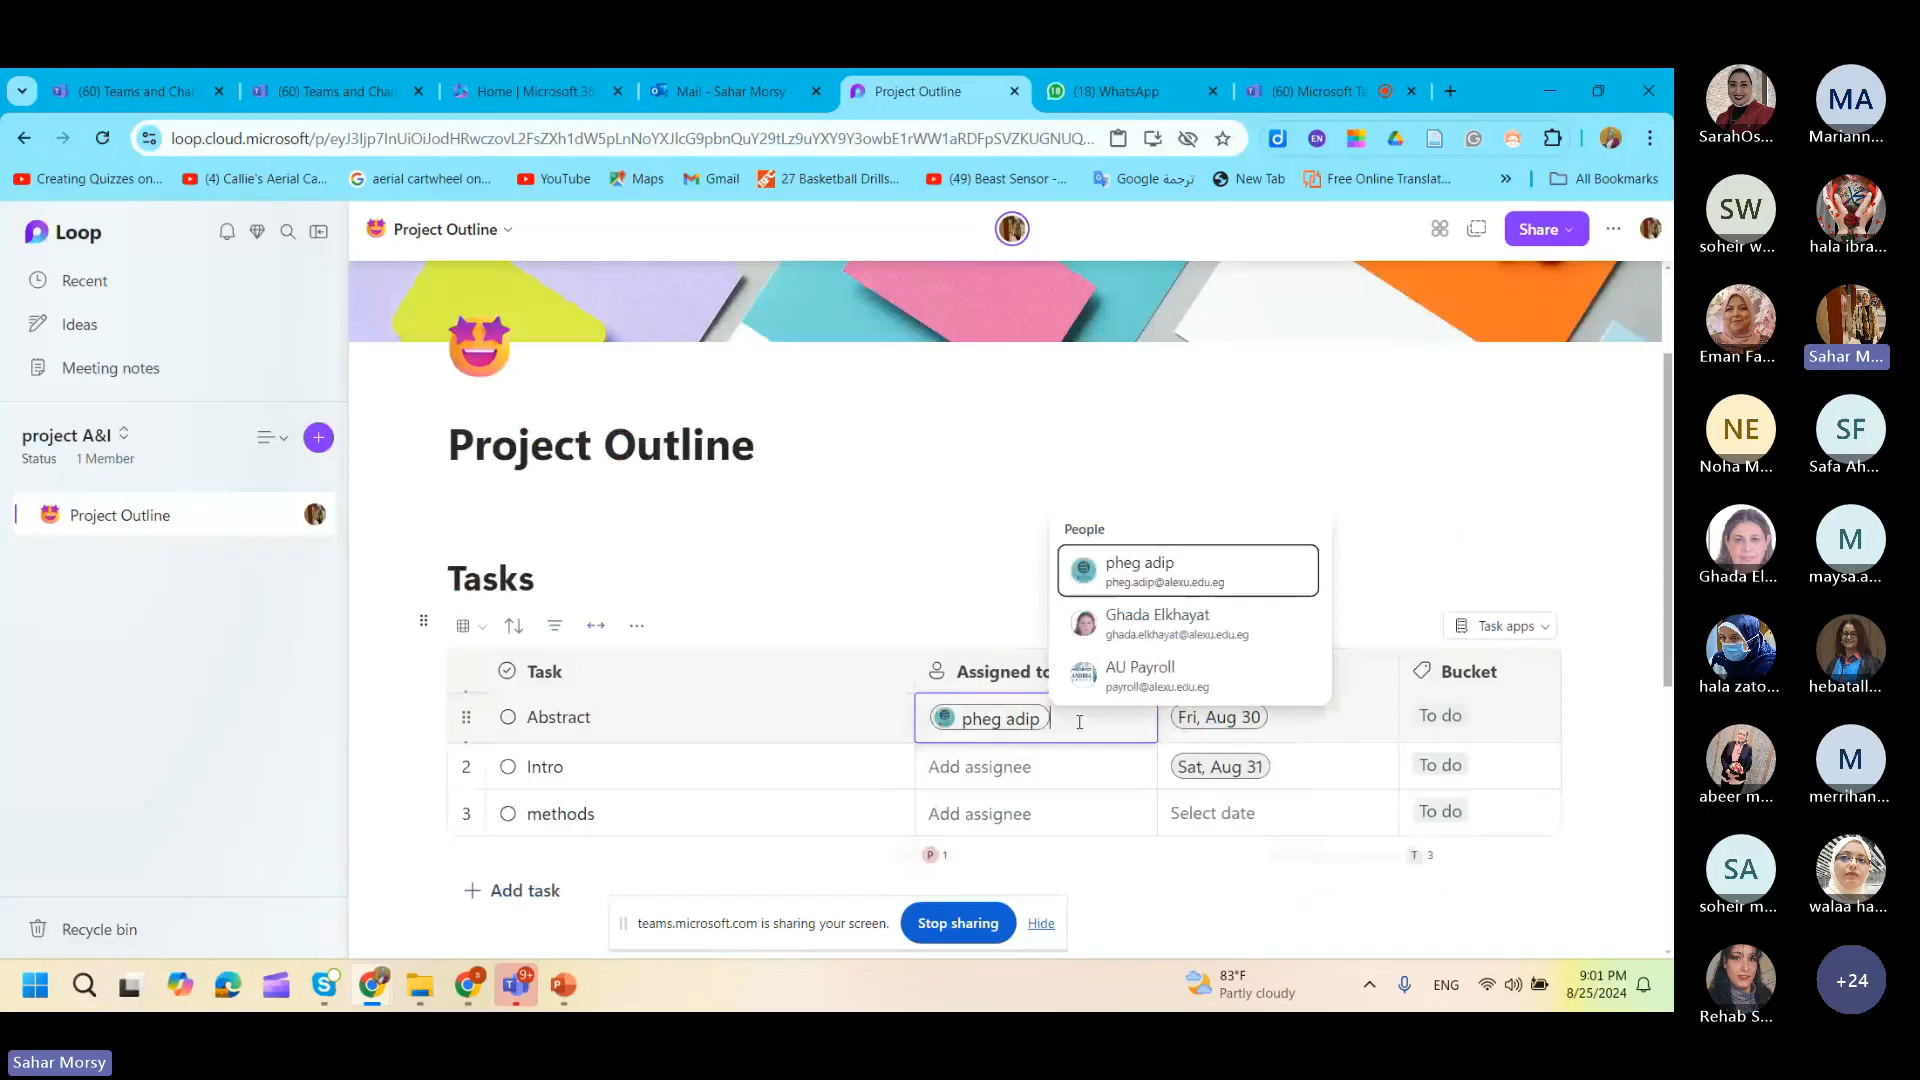 (60) Teams and Chan
(60) Teams and Chan
Home | Microsoft 36
Mail - Sahar Morsy
Project Outline
(18) WhatsApp
(60) Microsoft Te
loop.cloud.microsoft/p/
Creating Quizzes on...
(4) Callie's Aerial Ca...
aerial cartwheel on...
YouTube
Maps
Gmail
27 Basketball Drills...
(49) Beast Sensor -...
Google ترجمة
New Tab
Free Online Translat...
All Bookmarks
Loop
Project Outline
Share
Recent
Ideas
Meeting notes
project A&I
Status 1 Member
Project Outline
Recycle bin
Project Outline
Tasks
People
pheg adip
pheg.adip@alexu.edu.eg
Ghada Elkhayat
ghada.elkhayat@alexu.edu.eg
AU Payroll
payroll@alexu.edu.eg
Task apps
Task
Assigned to
Bucket
Abstract
pheg adip
Fri, Aug 30
To do
2
Intro
Add assignee
Sat, Aug 31
To do
3
methods
Add assignee
Select date
To do
P 1
T 3
Add task
teams.microsoft.com is sharing your screen.
Stop sharing
Hide
83°F
Partly cloudy
ENG
9:01 PM
8/25/2024
9+
SarahOs...
MA
Mariann...
SW
soheir w...
hala ibra...
Eman Fa...
Sahar M...
NE
Noha M...
SF
Safa Ah...
Ghada El...
M
maysa.a...
hala zato...
hebatall...
abeer m...
M
merrihan...
SA
soheir m...
walaa ha...
Rehab S...
+24
Sahar Morsy